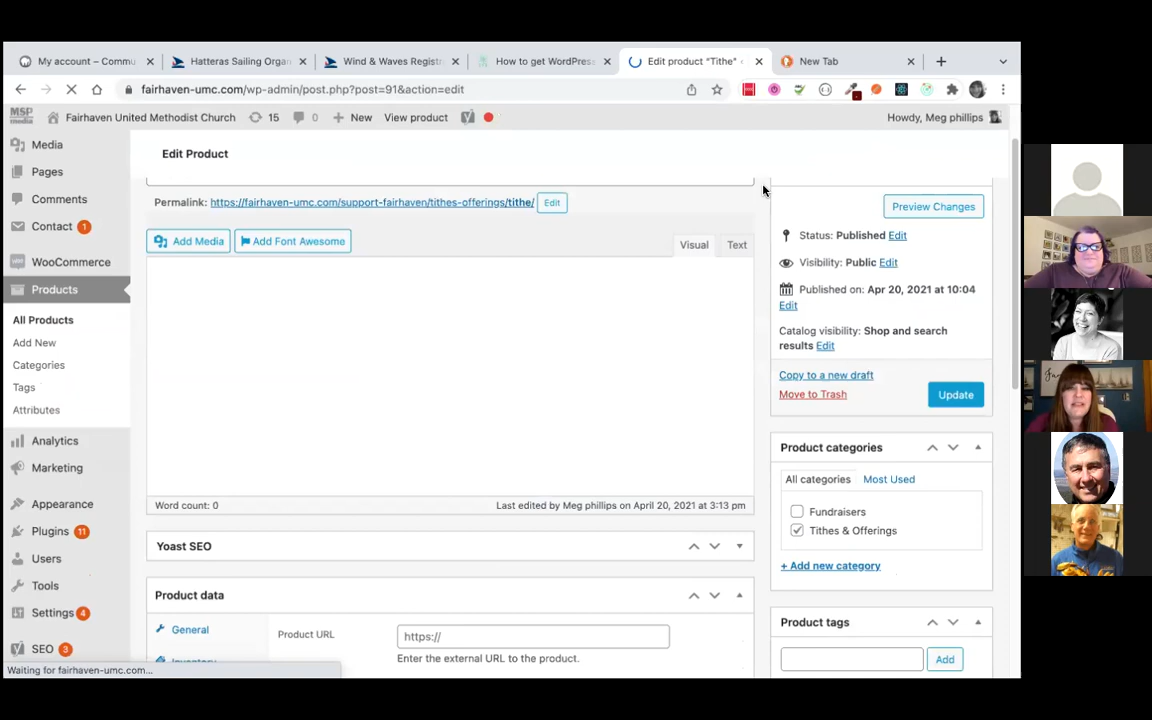 My account – Commu
Hatteras Sailing Organ
Wind & Waves Regist
How to get WordPress
Edit product "Tithe" ‹
New Tab
fairhaven-umc.com/wp-admin/post.php?post=91&action=edit
MSP
Fairhaven United Methodist Church
15
0
New
View product
Howdy, Meg phillips
Media
Pages
Comments
Contact 1
WooCommerce
Products
All Products
Add New
Categories
Tags
Attributes
Analytics
Marketing
Appearance
Plugins 11
Users
Tools
Settings 4
SEO 3
Waiting for fairhaven-umc.com...
Edit Product
Permalink: https://fairhaven-umc.com/support-fairhaven/tithes-offerings/tithe/ Edit
Add Media
Add Font Awesome
Visual
Text
Word count: 0
Last edited by Meg phillips on April 20, 2021 at 3:13 pm
Yoast SEO
Product data
General
Inventory
Product URL
https://
Enter the external URL to the product.
Preview Changes
Status: Published Edit
Visibility: Public Edit
Published on: Apr 20, 2021 at 10:04
Edit
Catalog visibility: Shop and search
results Edit
Copy to a new draft
Move to Trash
Update
Product categories
All categories
Most Used
Fundraisers
Tithes & Offerings
+ Add new category
Product tags
Add